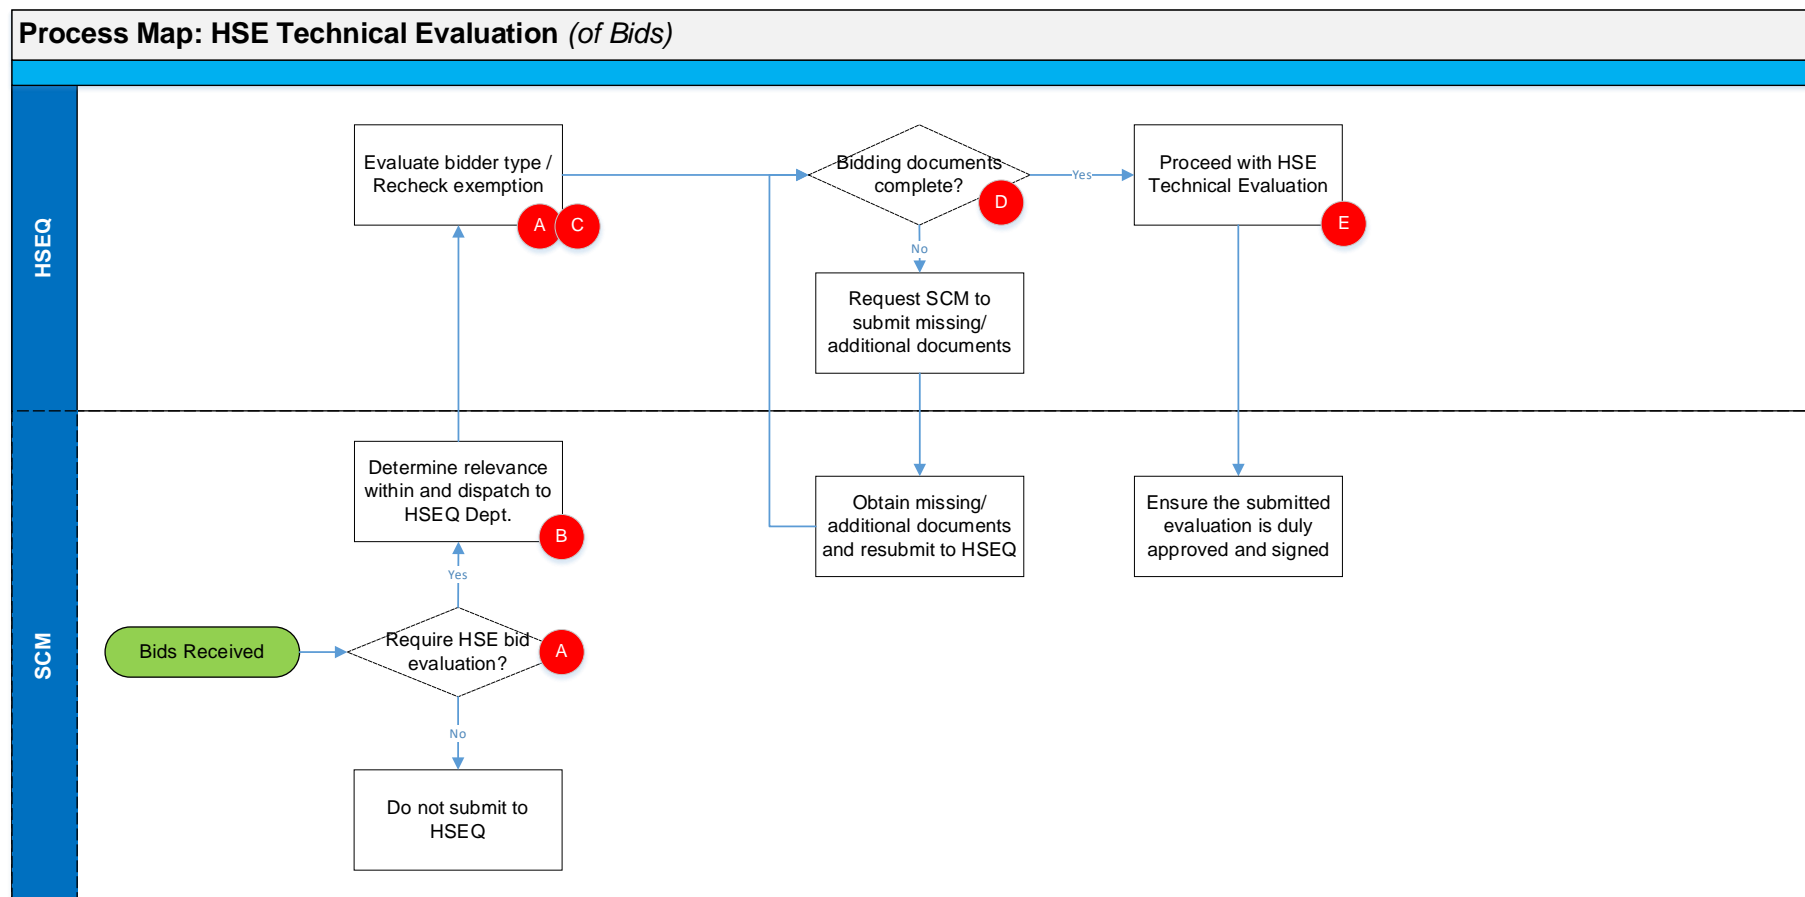 Process Map: HSE Technical Evaluation (of Bids)
HSEQ
Evaluate bidder type /
Recheck exemption
A
C
Bidding documents
complete?
D
Yes
Proceed with HSE
Technical Evaluation
E
No
Request SCM to
submit missing/
additional documents
SCM
Determine relevance
within and dispatch to
HSEQ Dept.
B
Obtain missing/
additional documents
and resubmit to HSEQ
Ensure the submitted
evaluation is duly
approved and signed
Yes
Bids Received
Require HSE bid
evaluation?
A
No
Do not submit to
HSEQ